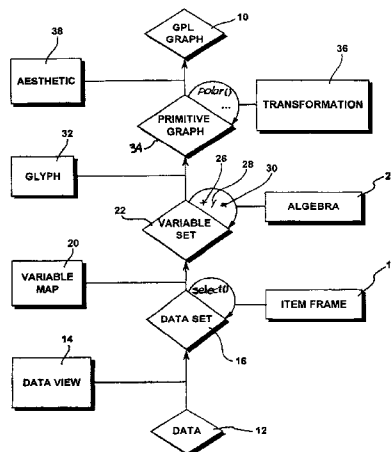 38
10
GPL
GRAPH
36
AESTHETIC
polar()
...
TRANSFORMATION
32
PRIMITIVE
GRAPH
34
GLYPH
26
28
30
22
+
VARIABLE
SET
ALGEBRA
20
VARIABLE
MAP
select()
ITEM FRAME
14
DATA SET
16
DATA VIEW
DATA
12